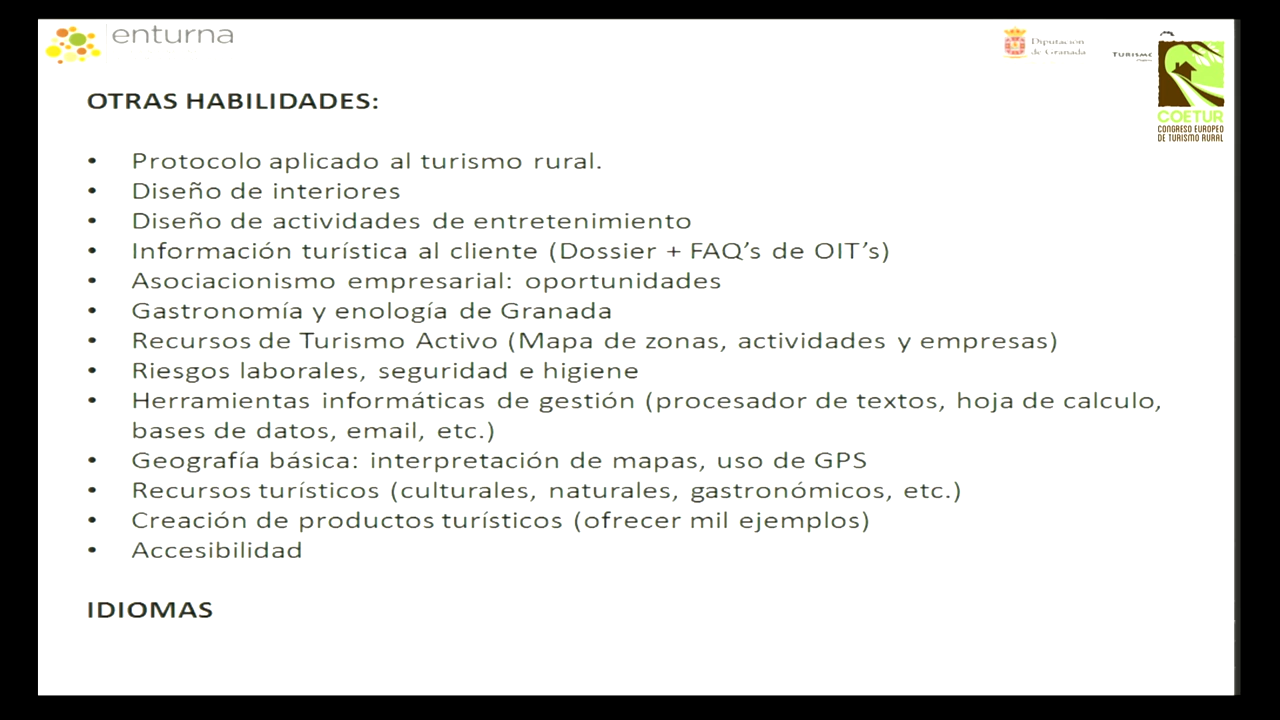 enturna
Diputación
de Granada
TURISMO
COETUR
CONGRESO EUROPEO
DE TURISMO RURAL
OTRAS HABILIDADES:
• Protocolo aplicado al turismo rural.
• Diseño de interiores
• Diseño de actividades de entretenimiento
• Información turística al cliente (Dossier + FAQ’s de OIT’s)
• Asociacionismo empresarial: oportunidades
• Gastronomía y enología de Granada
• Recursos de Turismo Activo (Mapa de zonas, actividades y empresas)
• Riesgos laborales, seguridad e higiene
• Herramientas informáticas de gestión (procesador de textos, hoja de calculo,
bases de datos, email, etc.)
• Geografía básica: interpretación de mapas, uso de GPS
• Recursos turísticos (culturales, naturales, gastronómicos, etc.)
• Creación de productos turísticos (ofrecer mil ejemplos)
• Accesibilidad
IDIOMAS